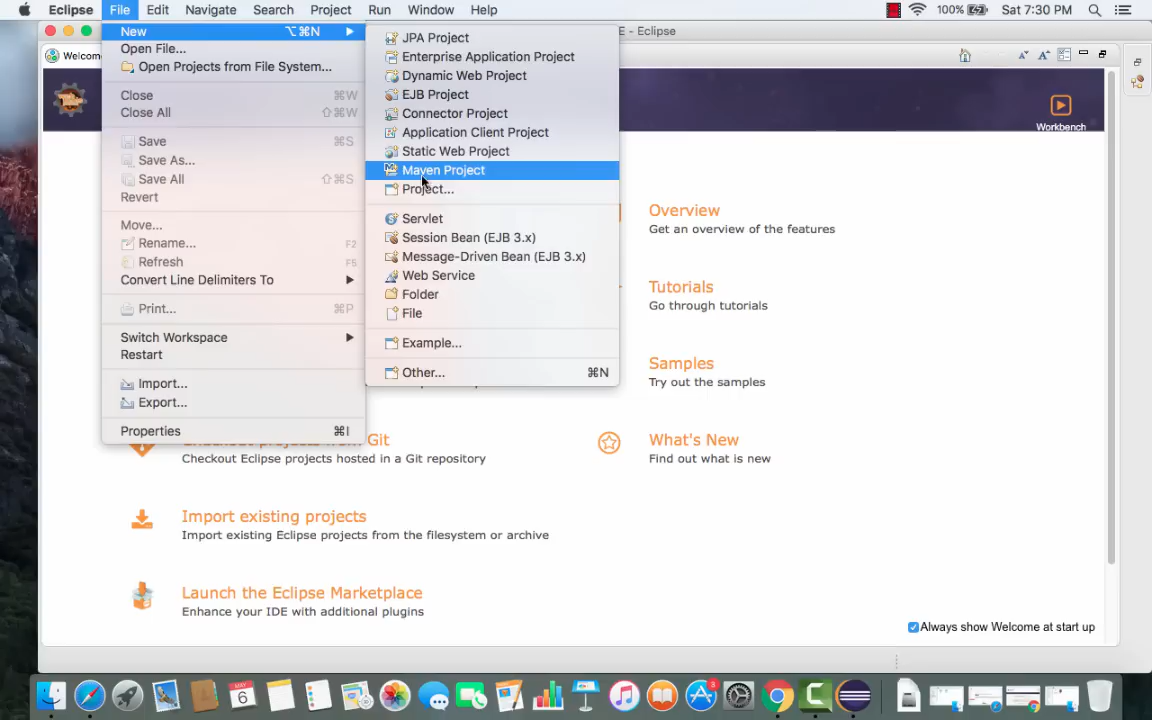 Eclipse File Edit Navigate Search Project Run Window Help 100% Sat 7:30 PM
E - Eclipse
Welcom
New ⌥⌘N
Open File...
Open Projects from File System...
Close ⌘W
Close All ⇧⌘W
Save ⌘S
Save As...
Save All ⇧⌘S
Revert
Move...
Rename... F2
Refresh F5
Convert Line Delimiters To
Print... ⌘P
Switch Workspace
Restart
Import...
Export...
Properties ⌘I
JPA Project
Enterprise Application Project
Dynamic Web Project
EJB Project
Connector Project
Application Client Project
Static Web Project
Maven Project
Project...
Servlet
Session Bean (EJB 3.x)
Message-Driven Bean (EJB 3.x)
Web Service
Folder
File
Example...
Other... ⌘N
Workbench
Overview
Get an overview of the features
Tutorials
Go through tutorials
Samples
Try out the samples
Git
Checkout Eclipse projects hosted in a Git repository
What's New
Find out what is new
Import existing projects
Import existing Eclipse projects from the filesystem or archive
Launch the Eclipse Marketplace
Enhance your IDE with additional plugins
Always show Welcome at start up
6
3